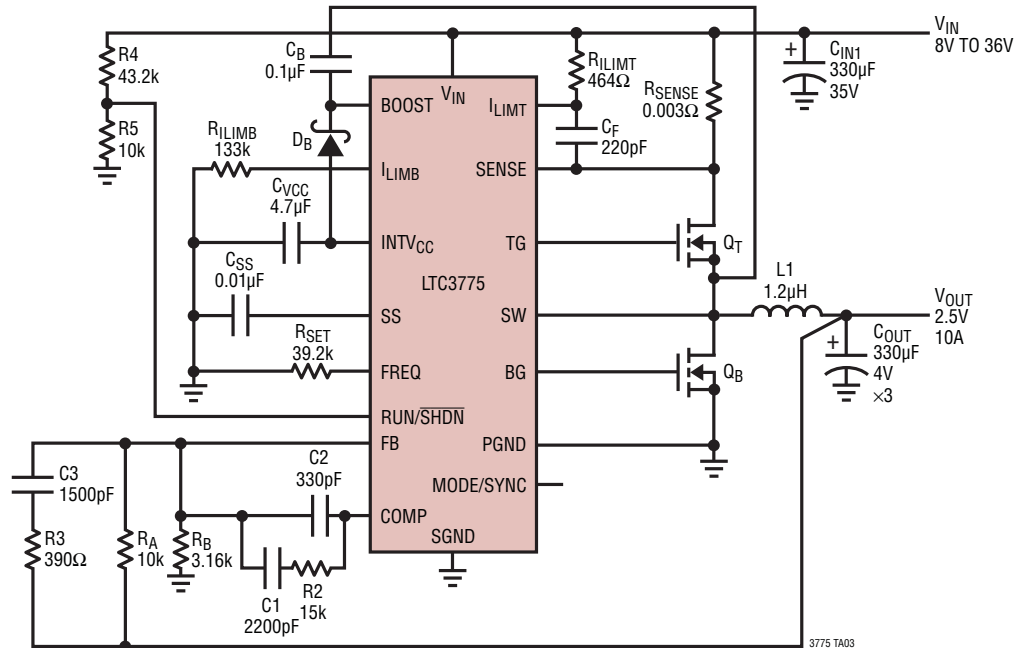 V_IN
8V TO 36V
R4
43.2k
R5
10k
C_B
0.1µF
D_B
R_ILIMB
133k
C_VCC
4.7µF
C_SS
0.01µF
R_SET
39.2k
BOOST
V_IN
I_LIMT
I_LIMB
SENSE
INTV_CC
TG
LTC3775
SS
SW
FREQ
BG
RUN/SHDN
FB
PGND
MODE/SYNC
COMP
SGND
R_ILIMT
464Ω
C_F
220pF
R_SENSE
0.003Ω
C_IN1
330µF
35V
+
Q_T
L1
1.2µH
V_OUT
2.5V
10A
+
C_OUT
330µF
4V
×3
Q_B
C3
1500pF
R3
390Ω
R_A
10k
R_B
3.16k
C2
330pF
C1
2200pF
R2
15k
3775 TA03